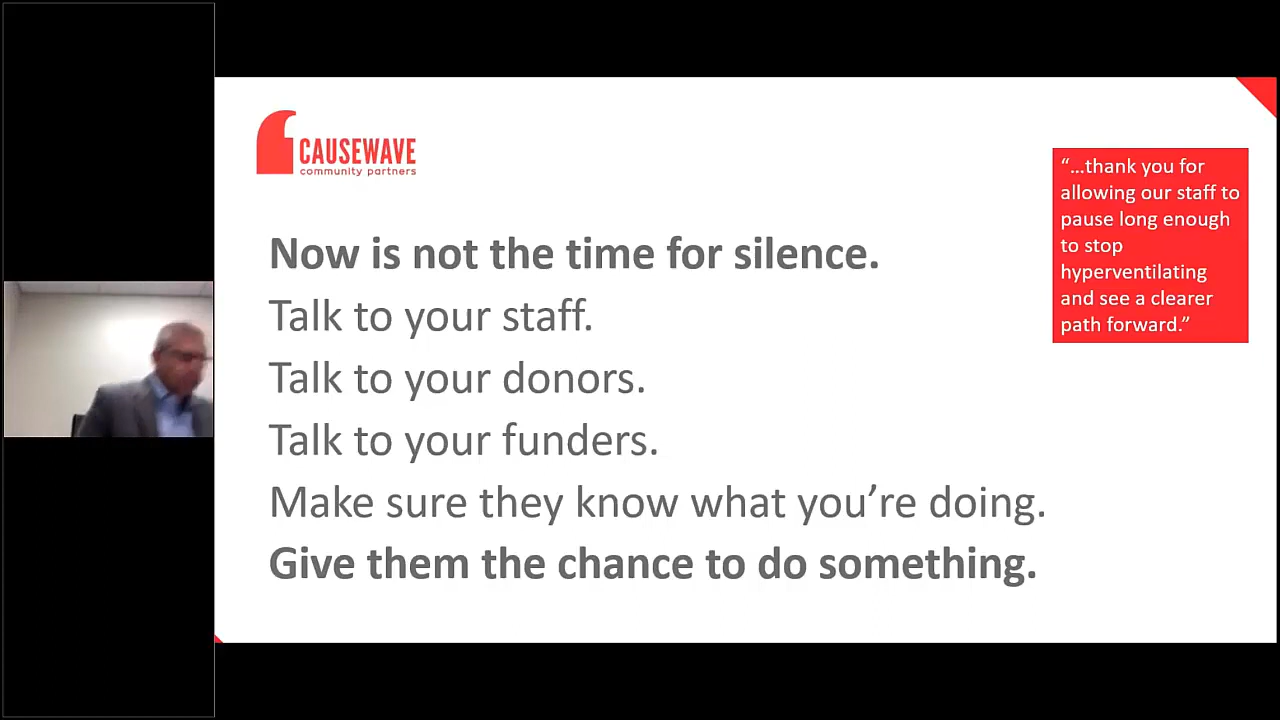 CAUSEWAVE
community partners
Now is not the time for silence.
Talk to your staff.
Talk to your donors.
Talk to your funders.
Make sure they know what you’re doing.
Give them the chance to do something.
“…thank you for
allowing our staff to
pause long enough
to stop
hyperventilating
and see a clearer
path forward.”